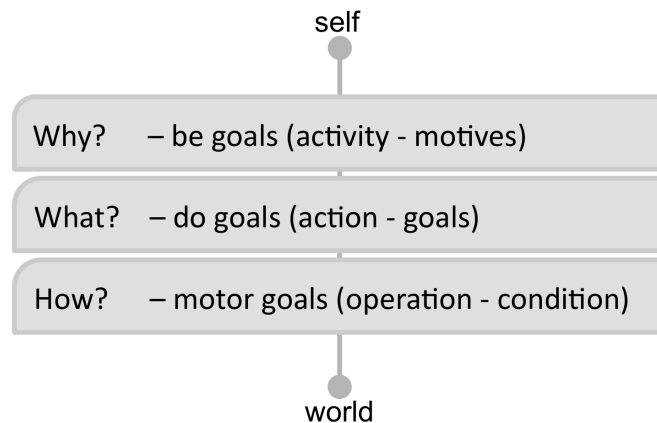 self
Why? – be goals (activity - motives)
What? – do goals (action - goals)
How? – motor goals (operation - condition)
world